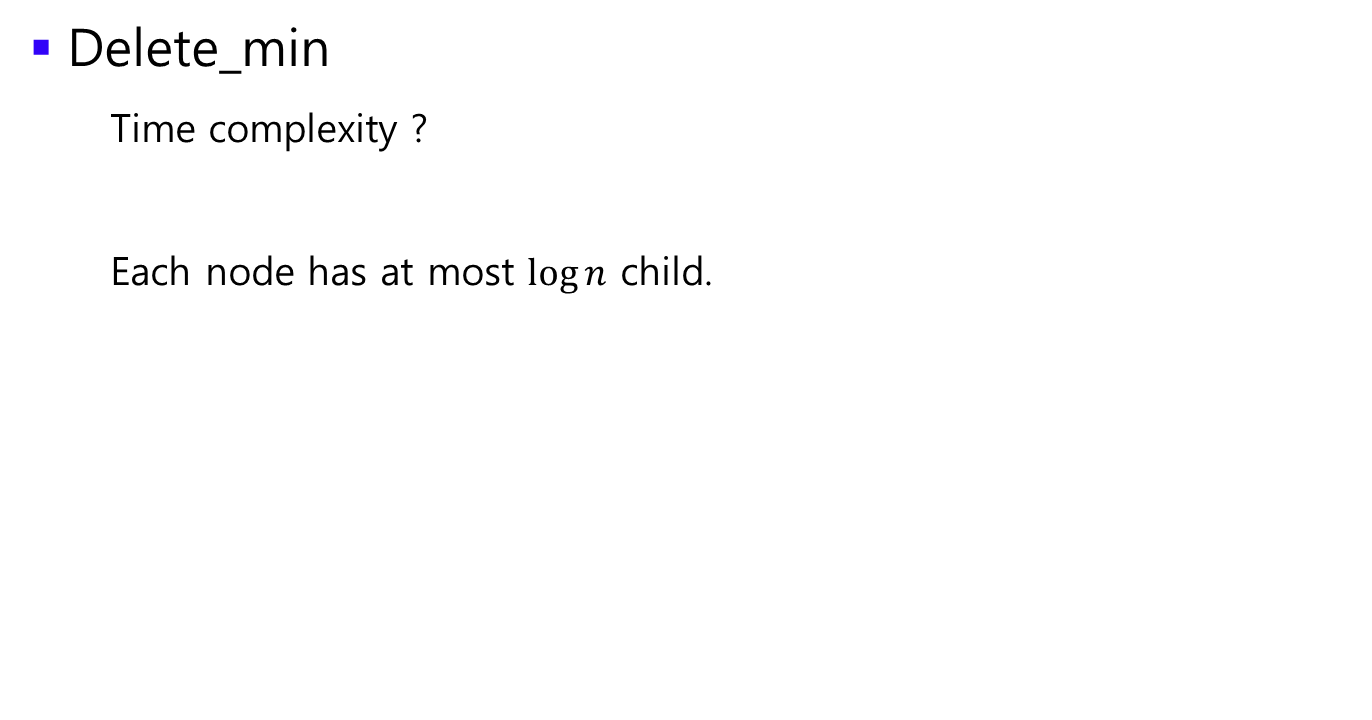 Delete_min
Time complexity ?
Each node has at most log n child.